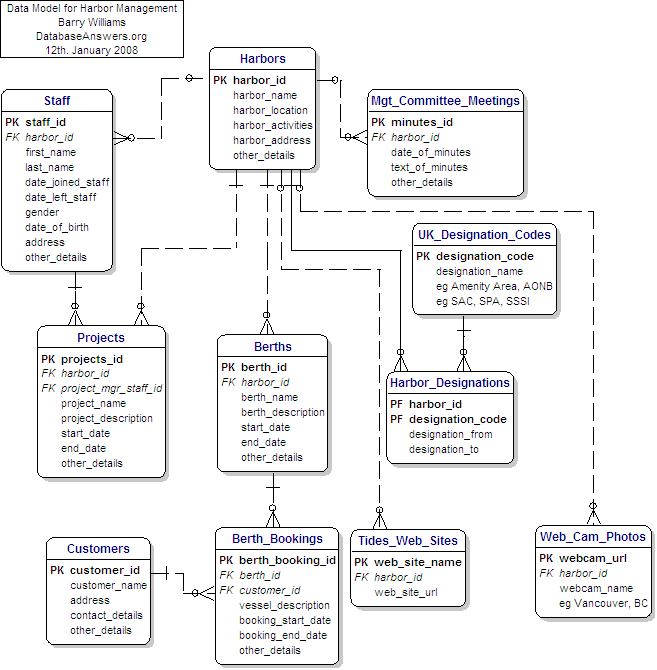 Data Model for Harbor Management
Barry Williams
DatabaseAnswers.org
12th. January 2008
Harbors
PK harbor_id
harbor_name
harbor_location
harbor_activities
harbor_address
other_details
Staff
PK staff_id
FK harbor_id
first_name
last_name
date_joined_staff
date_left_staff
gender
date_of_birth
address
other_details
Mgt_Committee_Meetings
PK minutes_id
FK harbor_id
date_of_minutes
text_of_minutes
other_details
UK_Designation_Codes
PK designation_code
designation_name
eg Amenity Area, AONB
eg SAC, SPA, SSSI
Projects
PK projects_id
FK harbor_id
FK project_mgr_staff_id
project_name
project_description
start_date
end_date
other_details
Berths
PK berth_id
FK harbor_id
berth_name
berth_description
start_date
end_date
other_details
Harbor_Designations
PF harbor_id
PF designation_code
designation_from
designation_to
Customers
PK customer_id
customer_name
address
contact_details
other_details
Berth_Bookings
PK berth_booking_id
FK berth_id
FK customer_id
vessel_description
booking_start_date
booking_end_date
other_details
Tides_Web_Sites
PK web_site_name
FK harbor_id
web_site_url
Web_Cam_Photos
PK webcam_url
FK harbor_id
webcam_name
eg Vancouver, BC